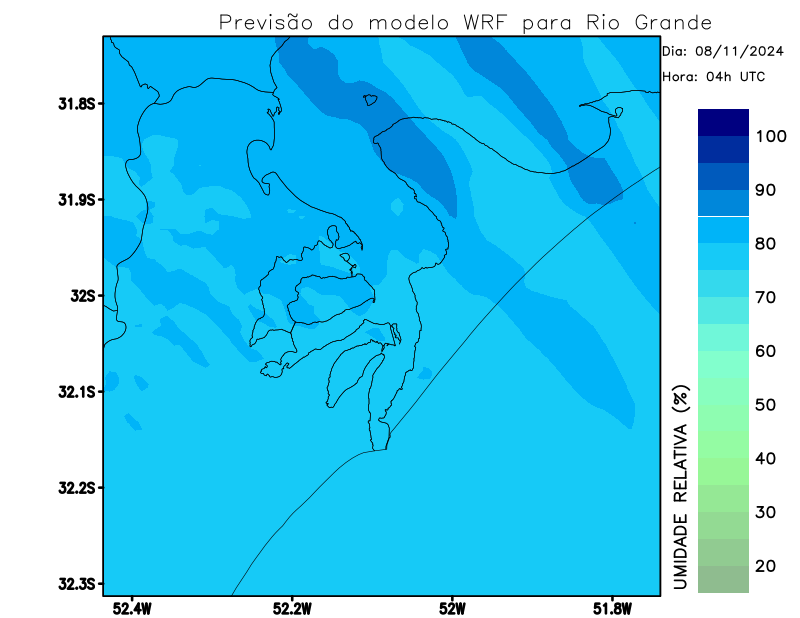 Previsão do modelo WRF para Rio Grande
Dia: 08/11/2024
Hora: 04h UTC
31.8S
31.9S
32S
32.1S
32.2S
32.3S
52.4W
52.2W
52W
51.8W
100
90
80
70
60
50
40
30
20
UMIDADE RELATIVA (%)